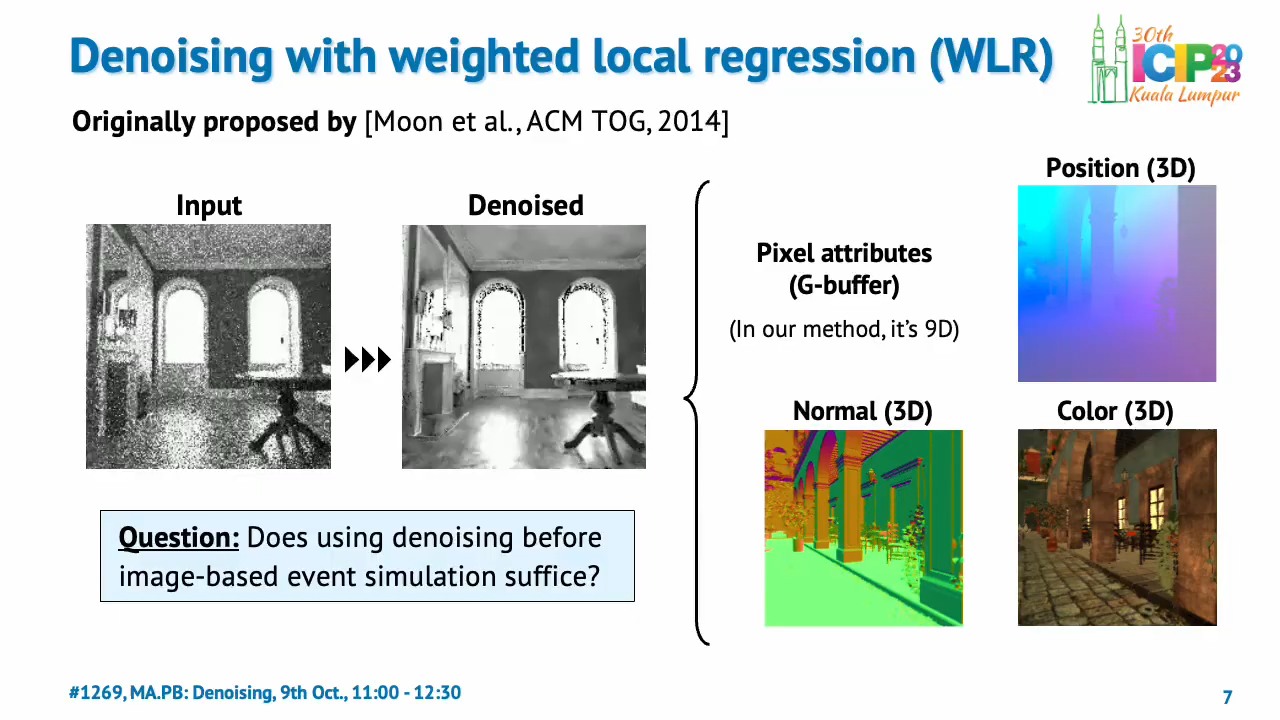 Denoising with weighted local regression (WLR)
30th
ICIP 2023
Kuala Lumpur
Originally proposed by [Moon et al., ACM TOG, 2014]
Input
Denoised
Pixel attributes
(G-buffer)
(In our method, it’s 9D)
Position (3D)
Normal (3D)
Color (3D)
Question: Does using denoising before
image-based event simulation suffice?
#1269, MA.PB: Denoising, 9th Oct., 11:00 - 12:30
7